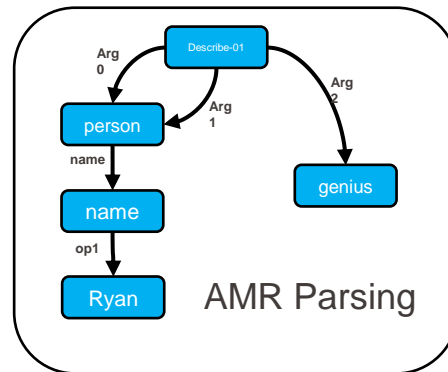 Describe-01
Arg
0
Arg
1
Arg
2
person
name
genius
name
op1
Ryan
AMR Parsing